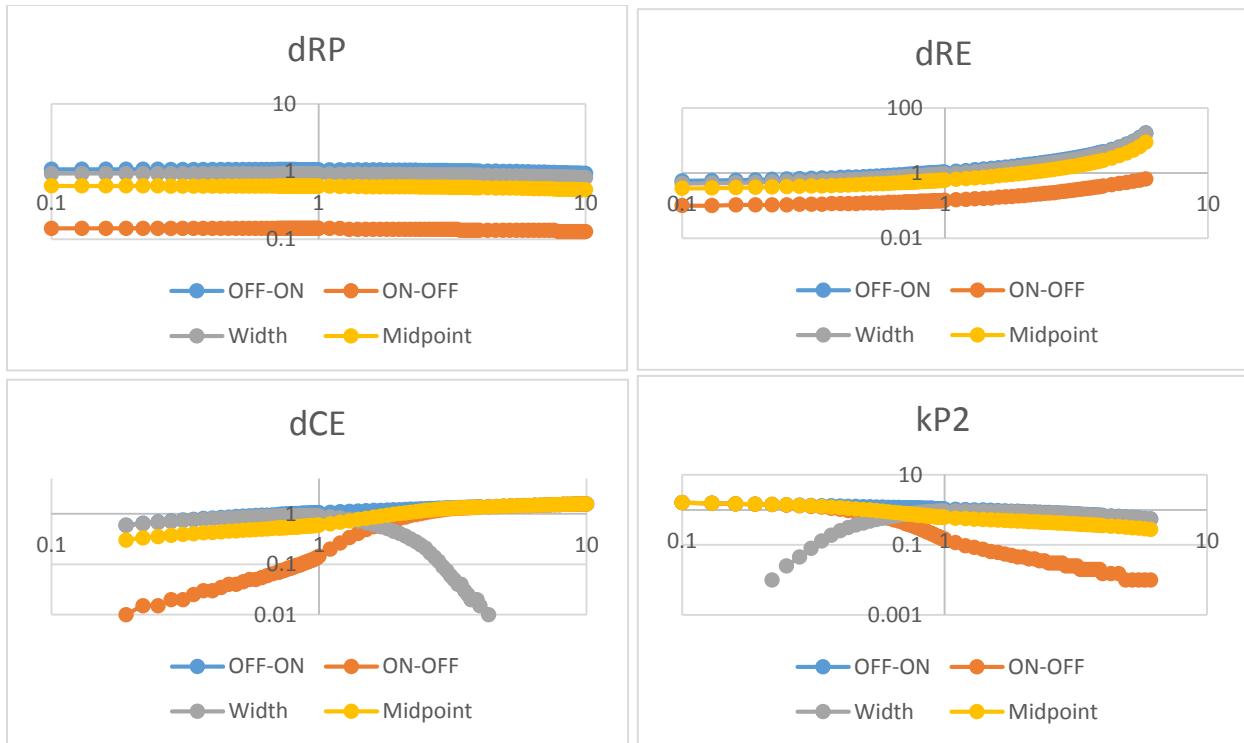 dRP
10
1
0.1 1 10
0.1
OFF-ON ON-OFF
Width Midpoint
dRE
100
1
0.1 1 10
0.01
OFF-ON ON-OFF
Width Midpoint
dCE
1
0.1 1 10
0.1
0.01
OFF-ON ON-OFF
Width Midpoint
kP2
10
0.1 1 10
0.1
0.001
OFF-ON ON-OFF
Width Midpoint